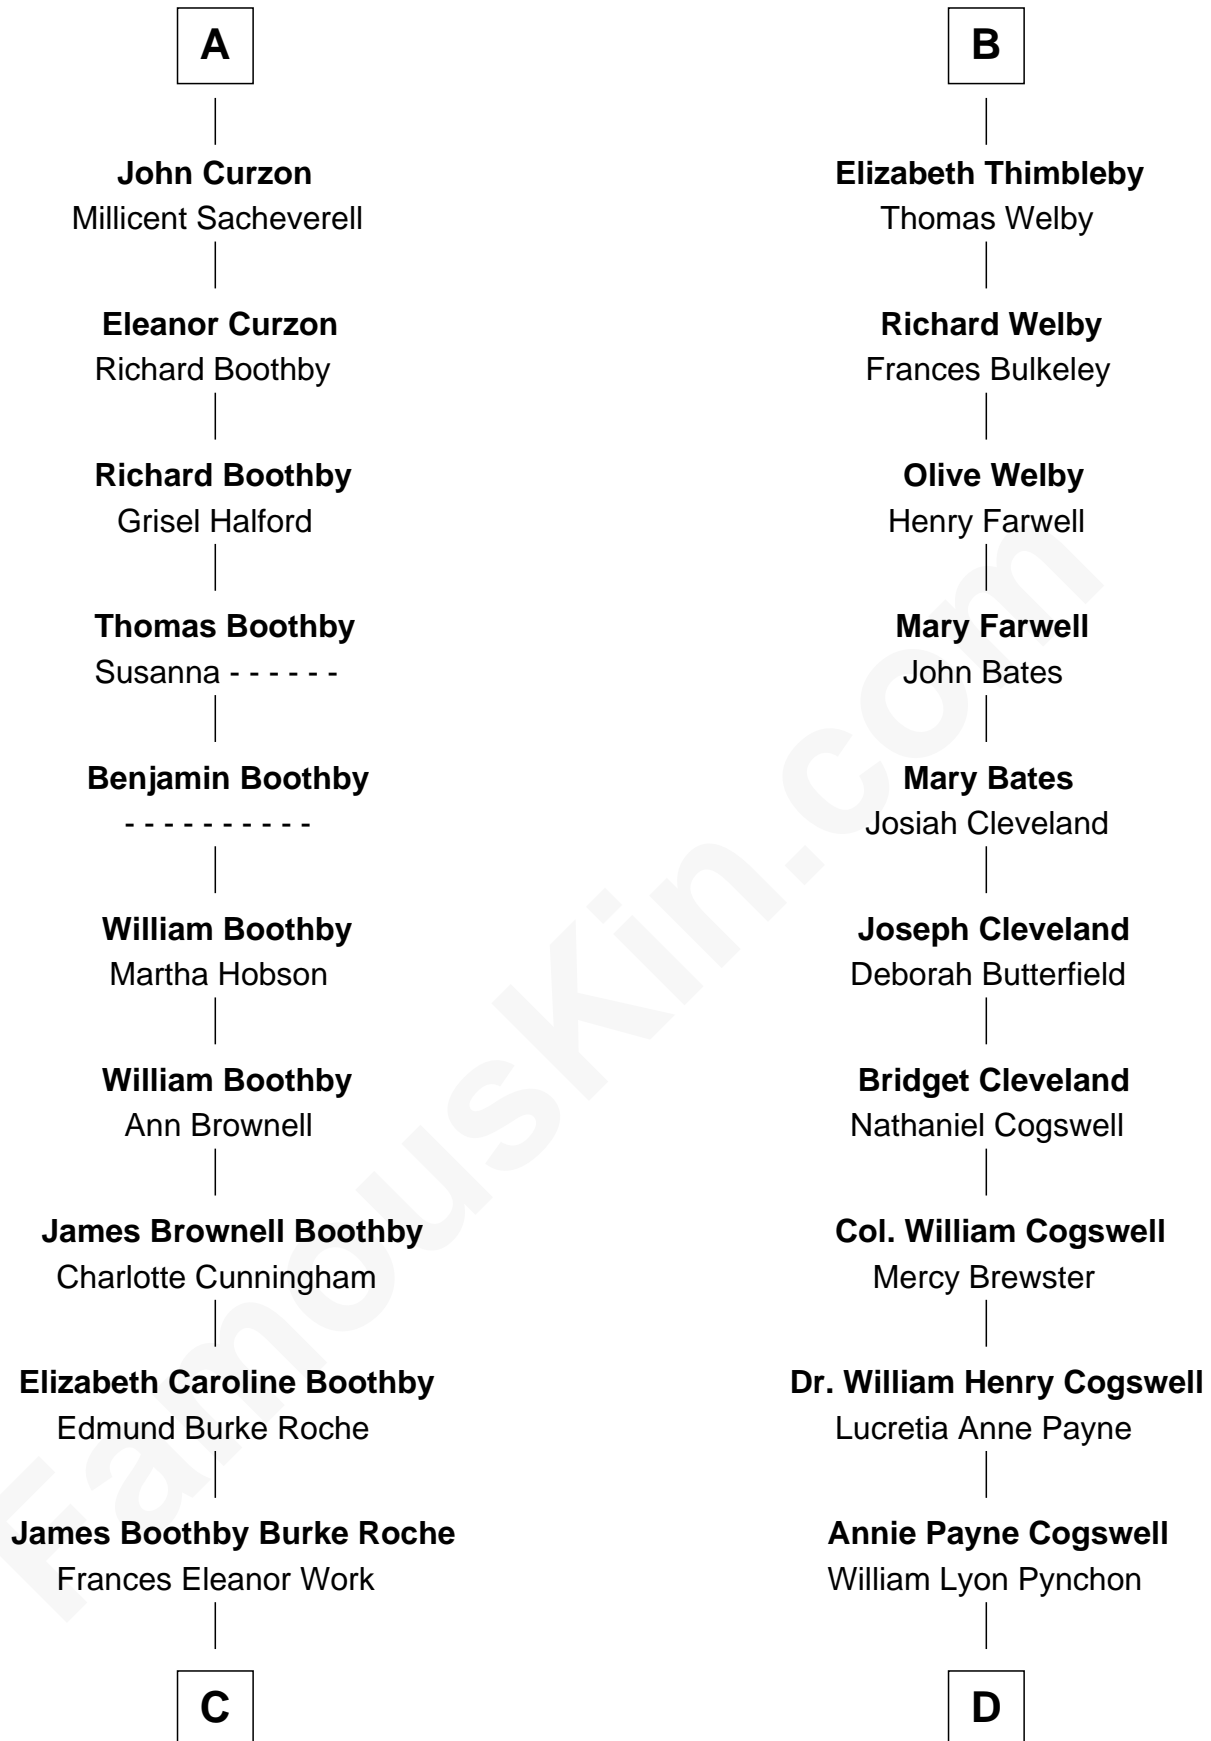 A
John Curzon
Millicent Sacheverell
Eleanor Curzon
Richard Boothby
Richard Boothby
Grisel Halford
Thomas Boothby
Susanna - - - - - -
Benjamin Boothby
- - - - - - - - - -
William Boothby
Martha Hobson
William Boothby
Ann Brownell
James Brownell Boothby
Charlotte Cunningham
Elizabeth Caroline Boothby
Edmund Burke Roche
James Boothby Burke Roche
Frances Eleanor Work
C
B
Elizabeth Thimbleby
Thomas Welby
Richard Welby
Frances Bulkeley
Olive Welby
Henry Farwell
Mary Farwell
John Bates
Mary Bates
Josiah Cleveland
Joseph Cleveland
Deborah Butterfield
Bridget Cleveland
Nathaniel Cogswell
Col. William Cogswell
Mercy Brewster
Dr. William Henry Cogswell
Lucretia Anne Payne
Annie Payne Cogswell
William Lyon Pynchon
D
FamousKin.com